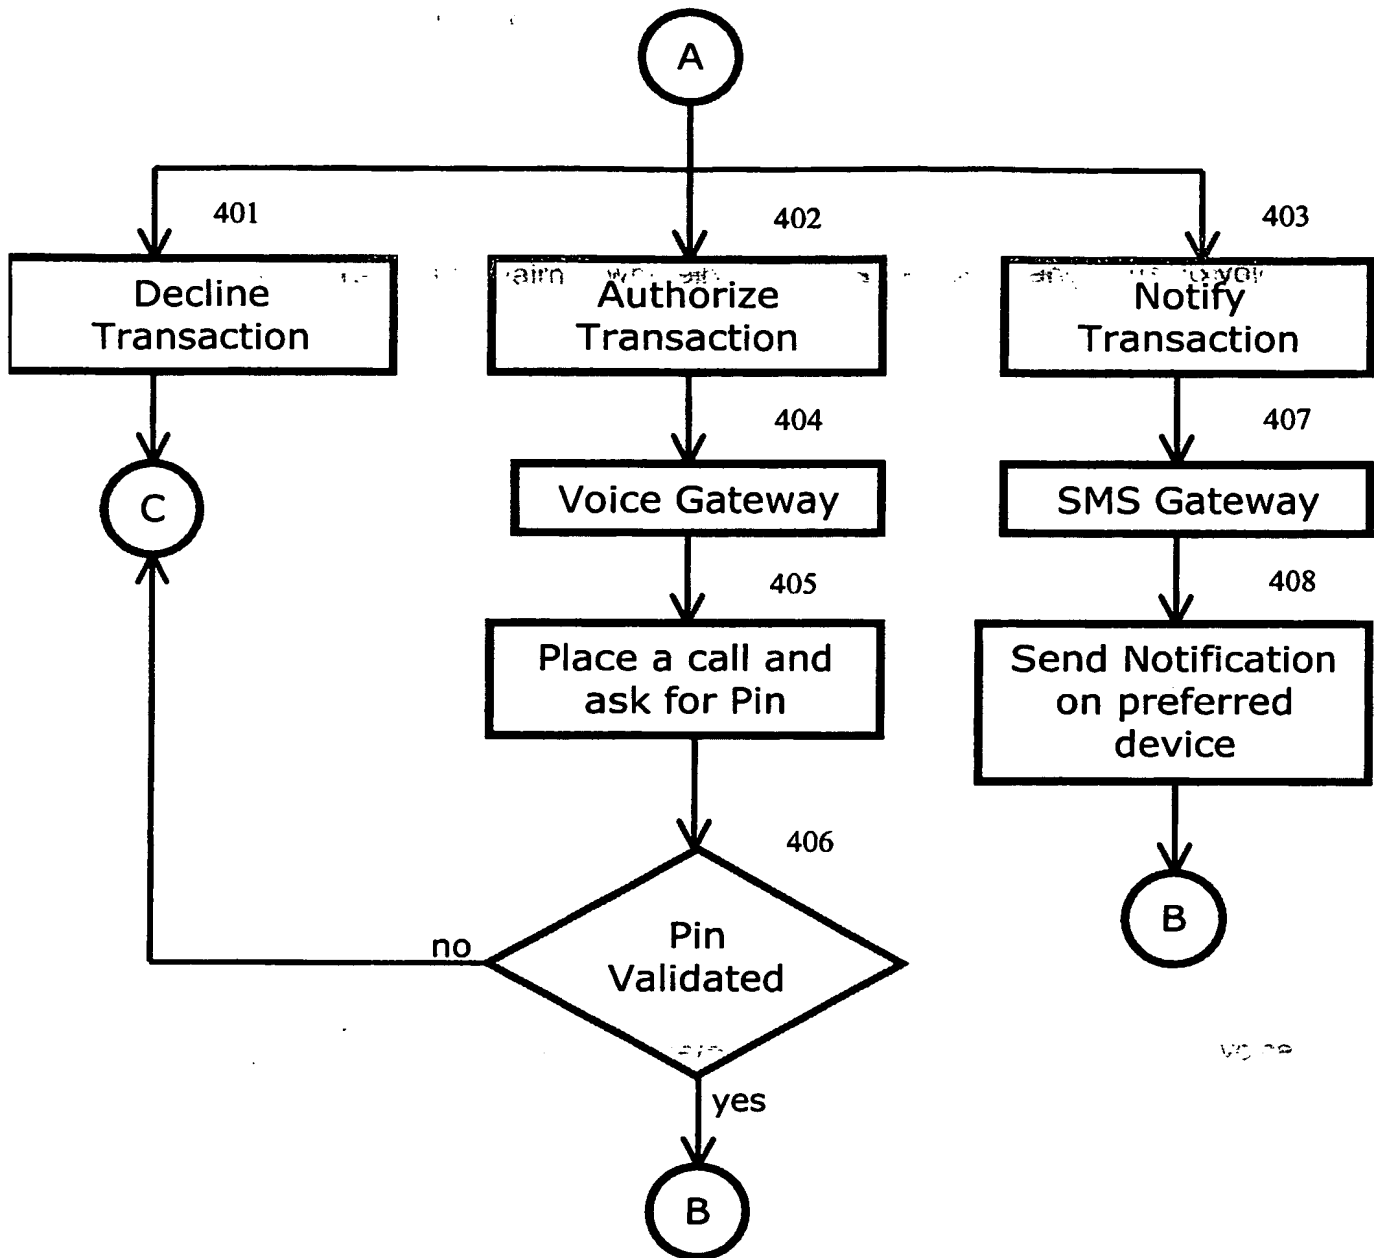 A
401
402
403
Decline
Transaction
Authorize
Transaction
Notify
Transaction
404
407
C
Voice Gateway
SMS Gateway
405
408
Place a call and
ask for Pin
Send Notification
on preferred
device
406
Pin
Validated
no
B
yes
B